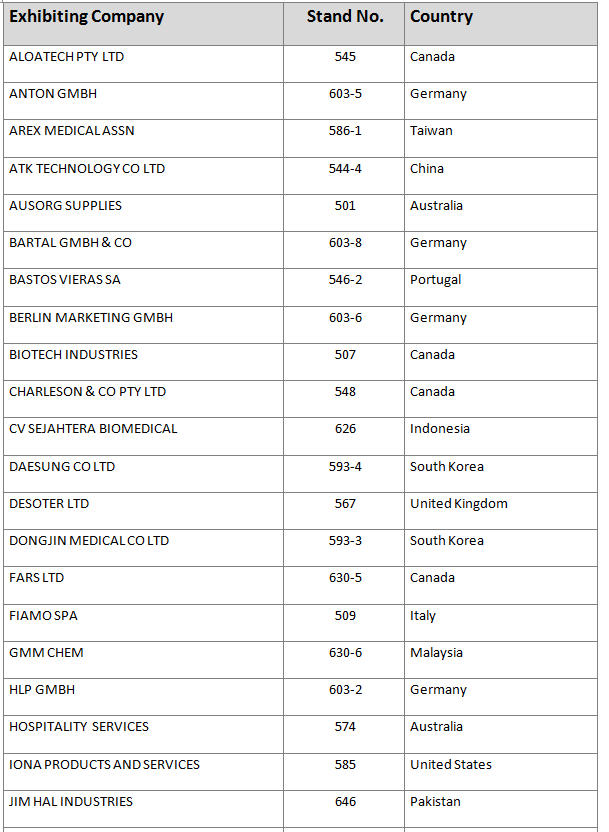 Exhibiting Company Stand No. Country
ALOATECH PTY LTD 545 Canada
ANTON GMBH 603-5 Germany
AREX MEDICAL ASSN 586-1 Taiwan
ATK TECHNOLOGY CO LTD 544-4 China
AUSORG SUPPLIES 501 Australia
BARTAL GMBH & CO 603-8 Germany
BASTOS VIERAS SA 546-2 Portugal
BERLIN MARKETING GMBH 603-6 Germany
BIOTECH INDUSTRIES 507 Canada
CHARLESON & CO PTY LTD 548 Canada
CV SEJAHTERA BIOMEDICAL 626 Indonesia
DAESUNG CO LTD 593-4 South Korea
DESOTER LTD 567 United Kingdom
DONGJIN MEDICAL CO LTD 593-3 South Korea
FARS LTD 630-5 Canada
FIAMO SPA 509 Italy
GMM CHEM 630-6 Malaysia
HLP GMBH 603-2 Germany
HOSPITALITY SERVICES 574 Australia
IONA PRODUCTS AND SERVICES 585 United States
JIM HAL INDUSTRIES 646 Pakistan